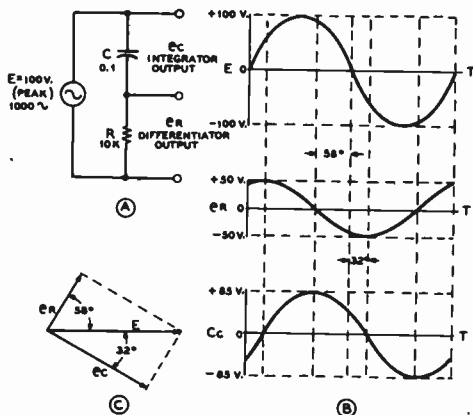 A
E=100V.
(PEAK)
1000 ~
C
0.1
eC
INTEGRATOR
OUTPUT
R
10K
eR
DIFFERENTIATOR
OUTPUT
+100 V.
E 0
-100V.
T
58°
+50 V.
eR 0
-50V.
T
32°
+85 V.
CC 0
-85 V.
T
B
eR
58°
E
32°
eC
C